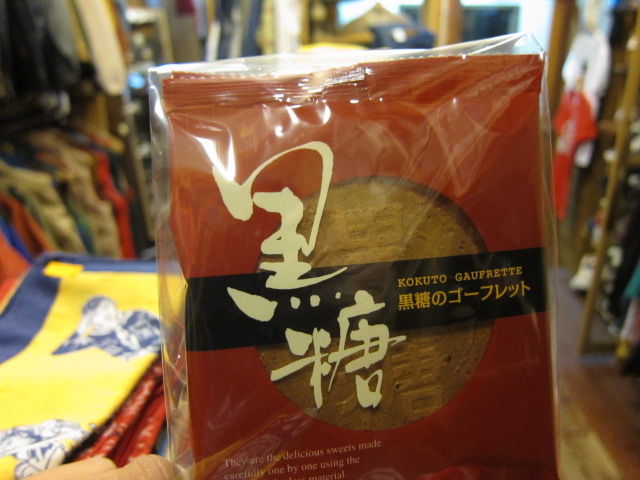 黒糖
KOKUTO GAUFRETTE
黒糖のゴーフレット
They are the delicious sweets made
carefully one by one using the
material.